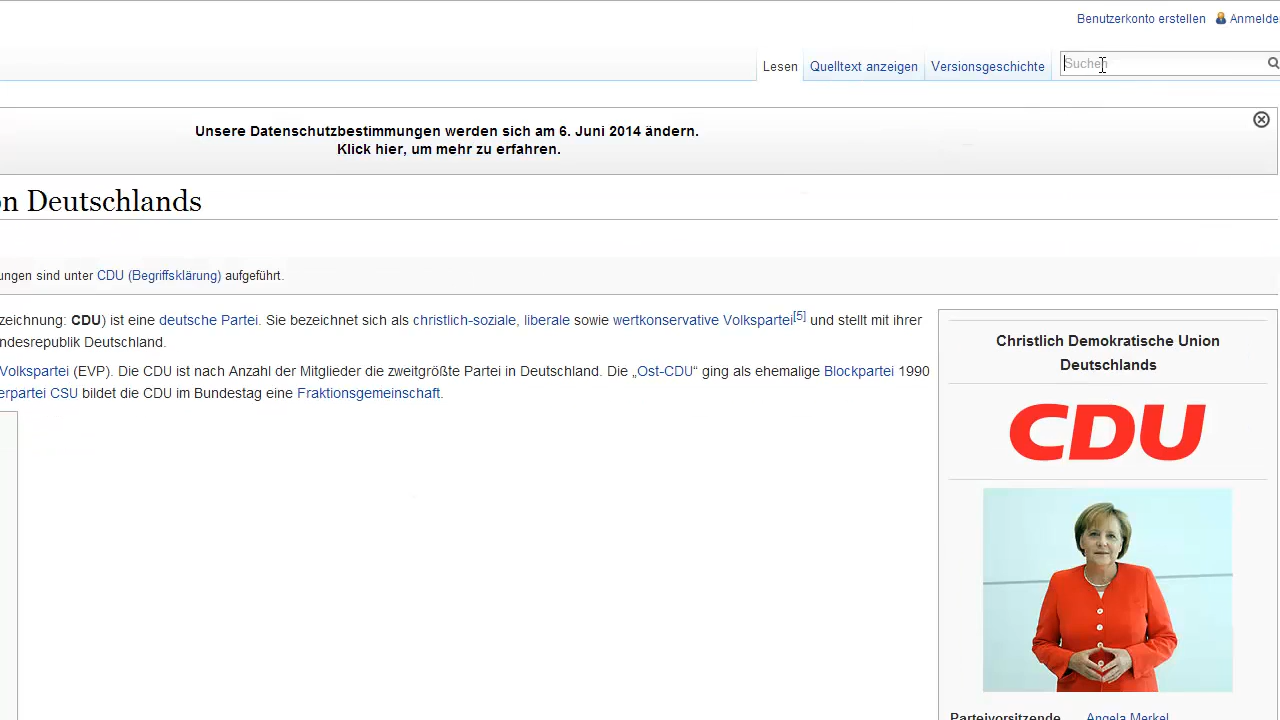 Benutzerkonto erstellen Anmelde
Lesen Quelltext anzeigen Versionsgeschichte Suchen
Unsere Datenschutzbestimmungen werden sich am 6. Juni 2014 ändern.
Klick hier, um mehr zu erfahren.
on Deutschlands
ungen sind unter CDU (Begriffsklärung) aufgeführt.
zeichnung: CDU) ist eine deutsche Partei. Sie bezeichnet sich als christlich-soziale, liberale sowie wertkonservative Volkspartei[5] und stellt mit ihrer
ndesrepublik Deutschland.
Volkspartei (EVP). Die CDU ist nach Anzahl der Mitglieder die zweitgrößte Partei in Deutschland. Die „Ost-CDU“ ging als ehemalige Blockpartei 1990
erpartei CSU bildet die CDU im Bundestag eine Fraktionsgemeinschaft.
Christlich Demokratische Union
Deutschlands
CDU
Parteivorsitzende Angela Merkel